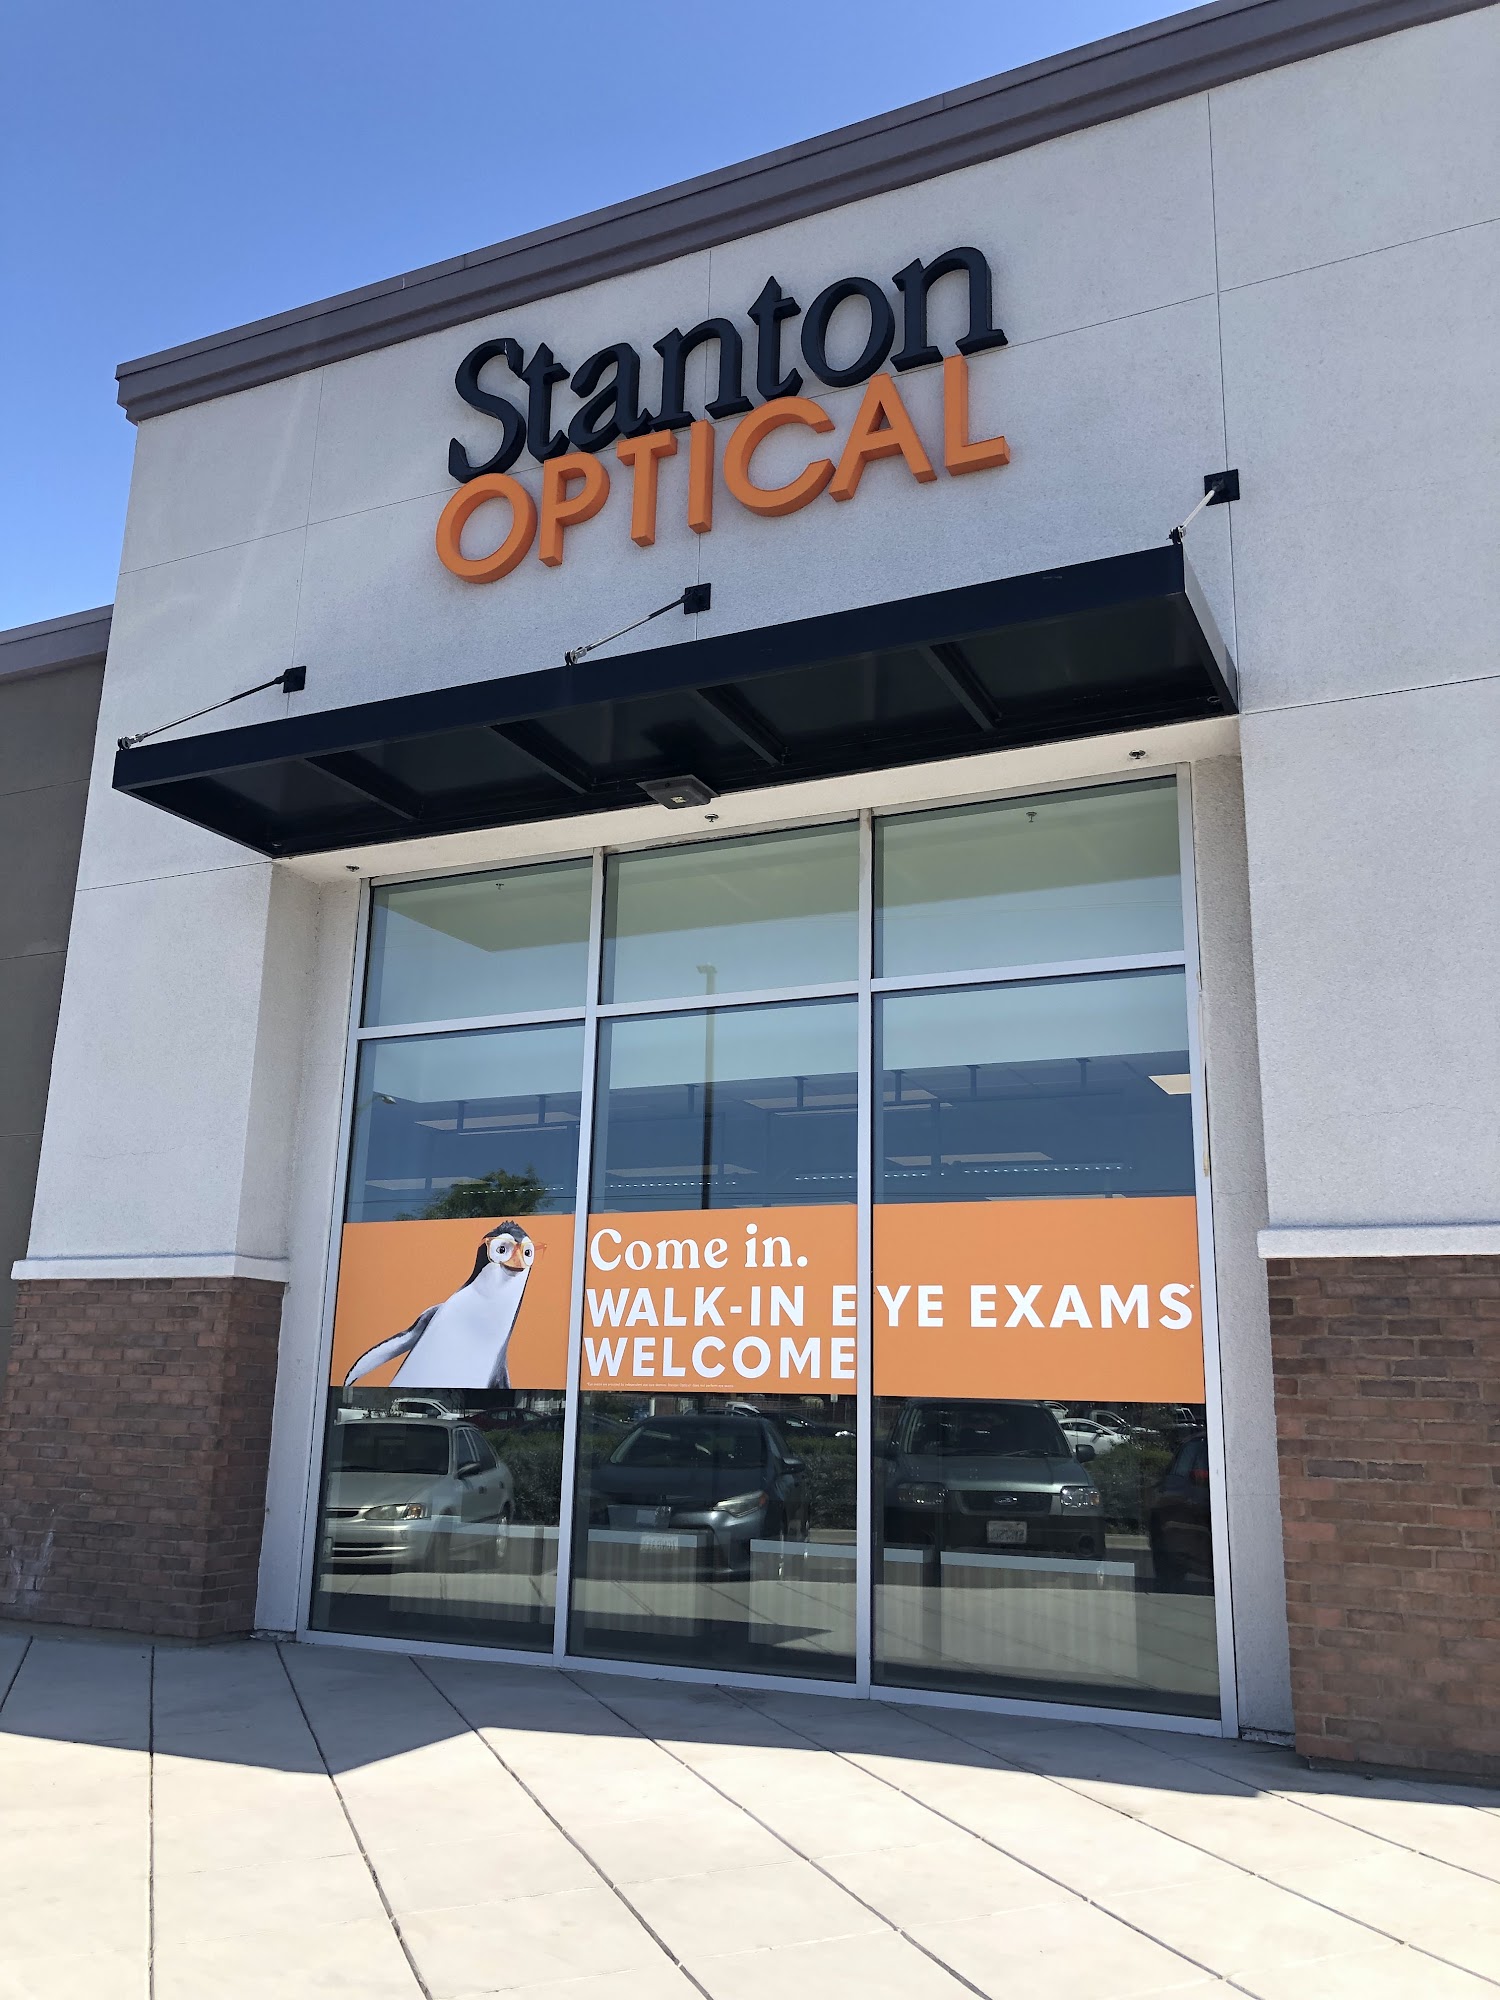 Stanton
OPTICAL
Come in.
WALK-IN EYE EXAMS*
WELCOME